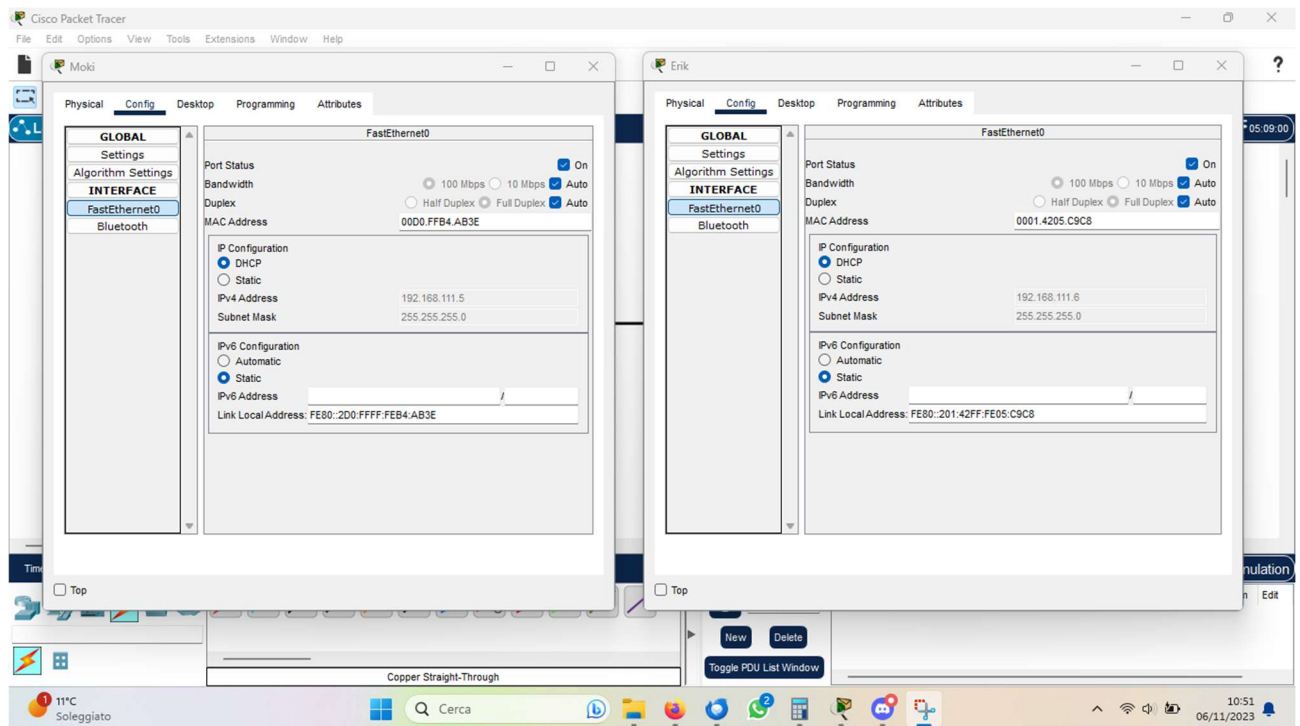 Cisco Packet Tracer
File Edit Options View Tools Extensions Window Help
Moki
Physical Config Desktop Programming Attributes
GLOBAL
Settings
Algorithm Settings
INTERFACE
FastEthernet0
Bluetooth
FastEthernet0
Port Status On
Bandwidth 100 Mbps 10 Mbps Auto
Duplex Half Duplex Full Duplex Auto
MAC Address 00D0.FFB4.AB3E
IP Configuration
DHCP
Static
IPv4 Address 192.168.111.5
Subnet Mask 255.255.255.0
IPv6 Configuration
Automatic
Static
IPv6 Address /
Link Local Address: FE80::2D0:FFFF:FEB4:AB3E
Top
Erik
?
Physical Config Desktop Programming Attributes
GLOBAL
Settings
Algorithm Settings
INTERFACE
FastEthernet0
Bluetooth
FastEthernet0
Port Status On
Bandwidth 100 Mbps 10 Mbps Auto
Duplex Half Duplex Full Duplex Auto
MAC Address 0001.4205.C9C8
IP Configuration
DHCP
Static
IPv4 Address 192.168.111.6
Subnet Mask 255.255.255.0
IPv6 Configuration
Automatic
Static
IPv6 Address /
Link Local Address: FE80::201:42FF:FE05:C9C8
Top
05:09:00
Edit
New Delete
Toggle PDU List Window
Copper Straight-Through
1
11°C
Soleggiato
Cerca
2
10:51
06/11/2023